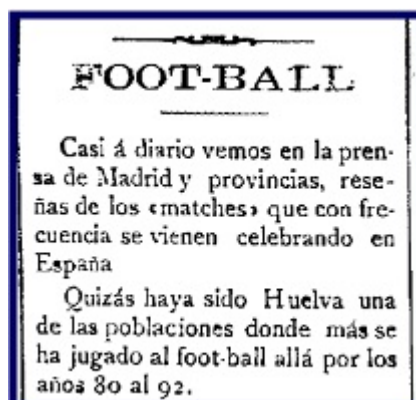 FOOT-BALL
Casi á diario vemos en la pren-
sa de Madrid y provincias, rese-
ñas de los «matches» que con fre-
cuencia se vienen celebrando en
España
Quizás haya sido Huelva una
de las poblaciones donde más se
ha jugado al foot-ball allá por los
años 80 al 92.